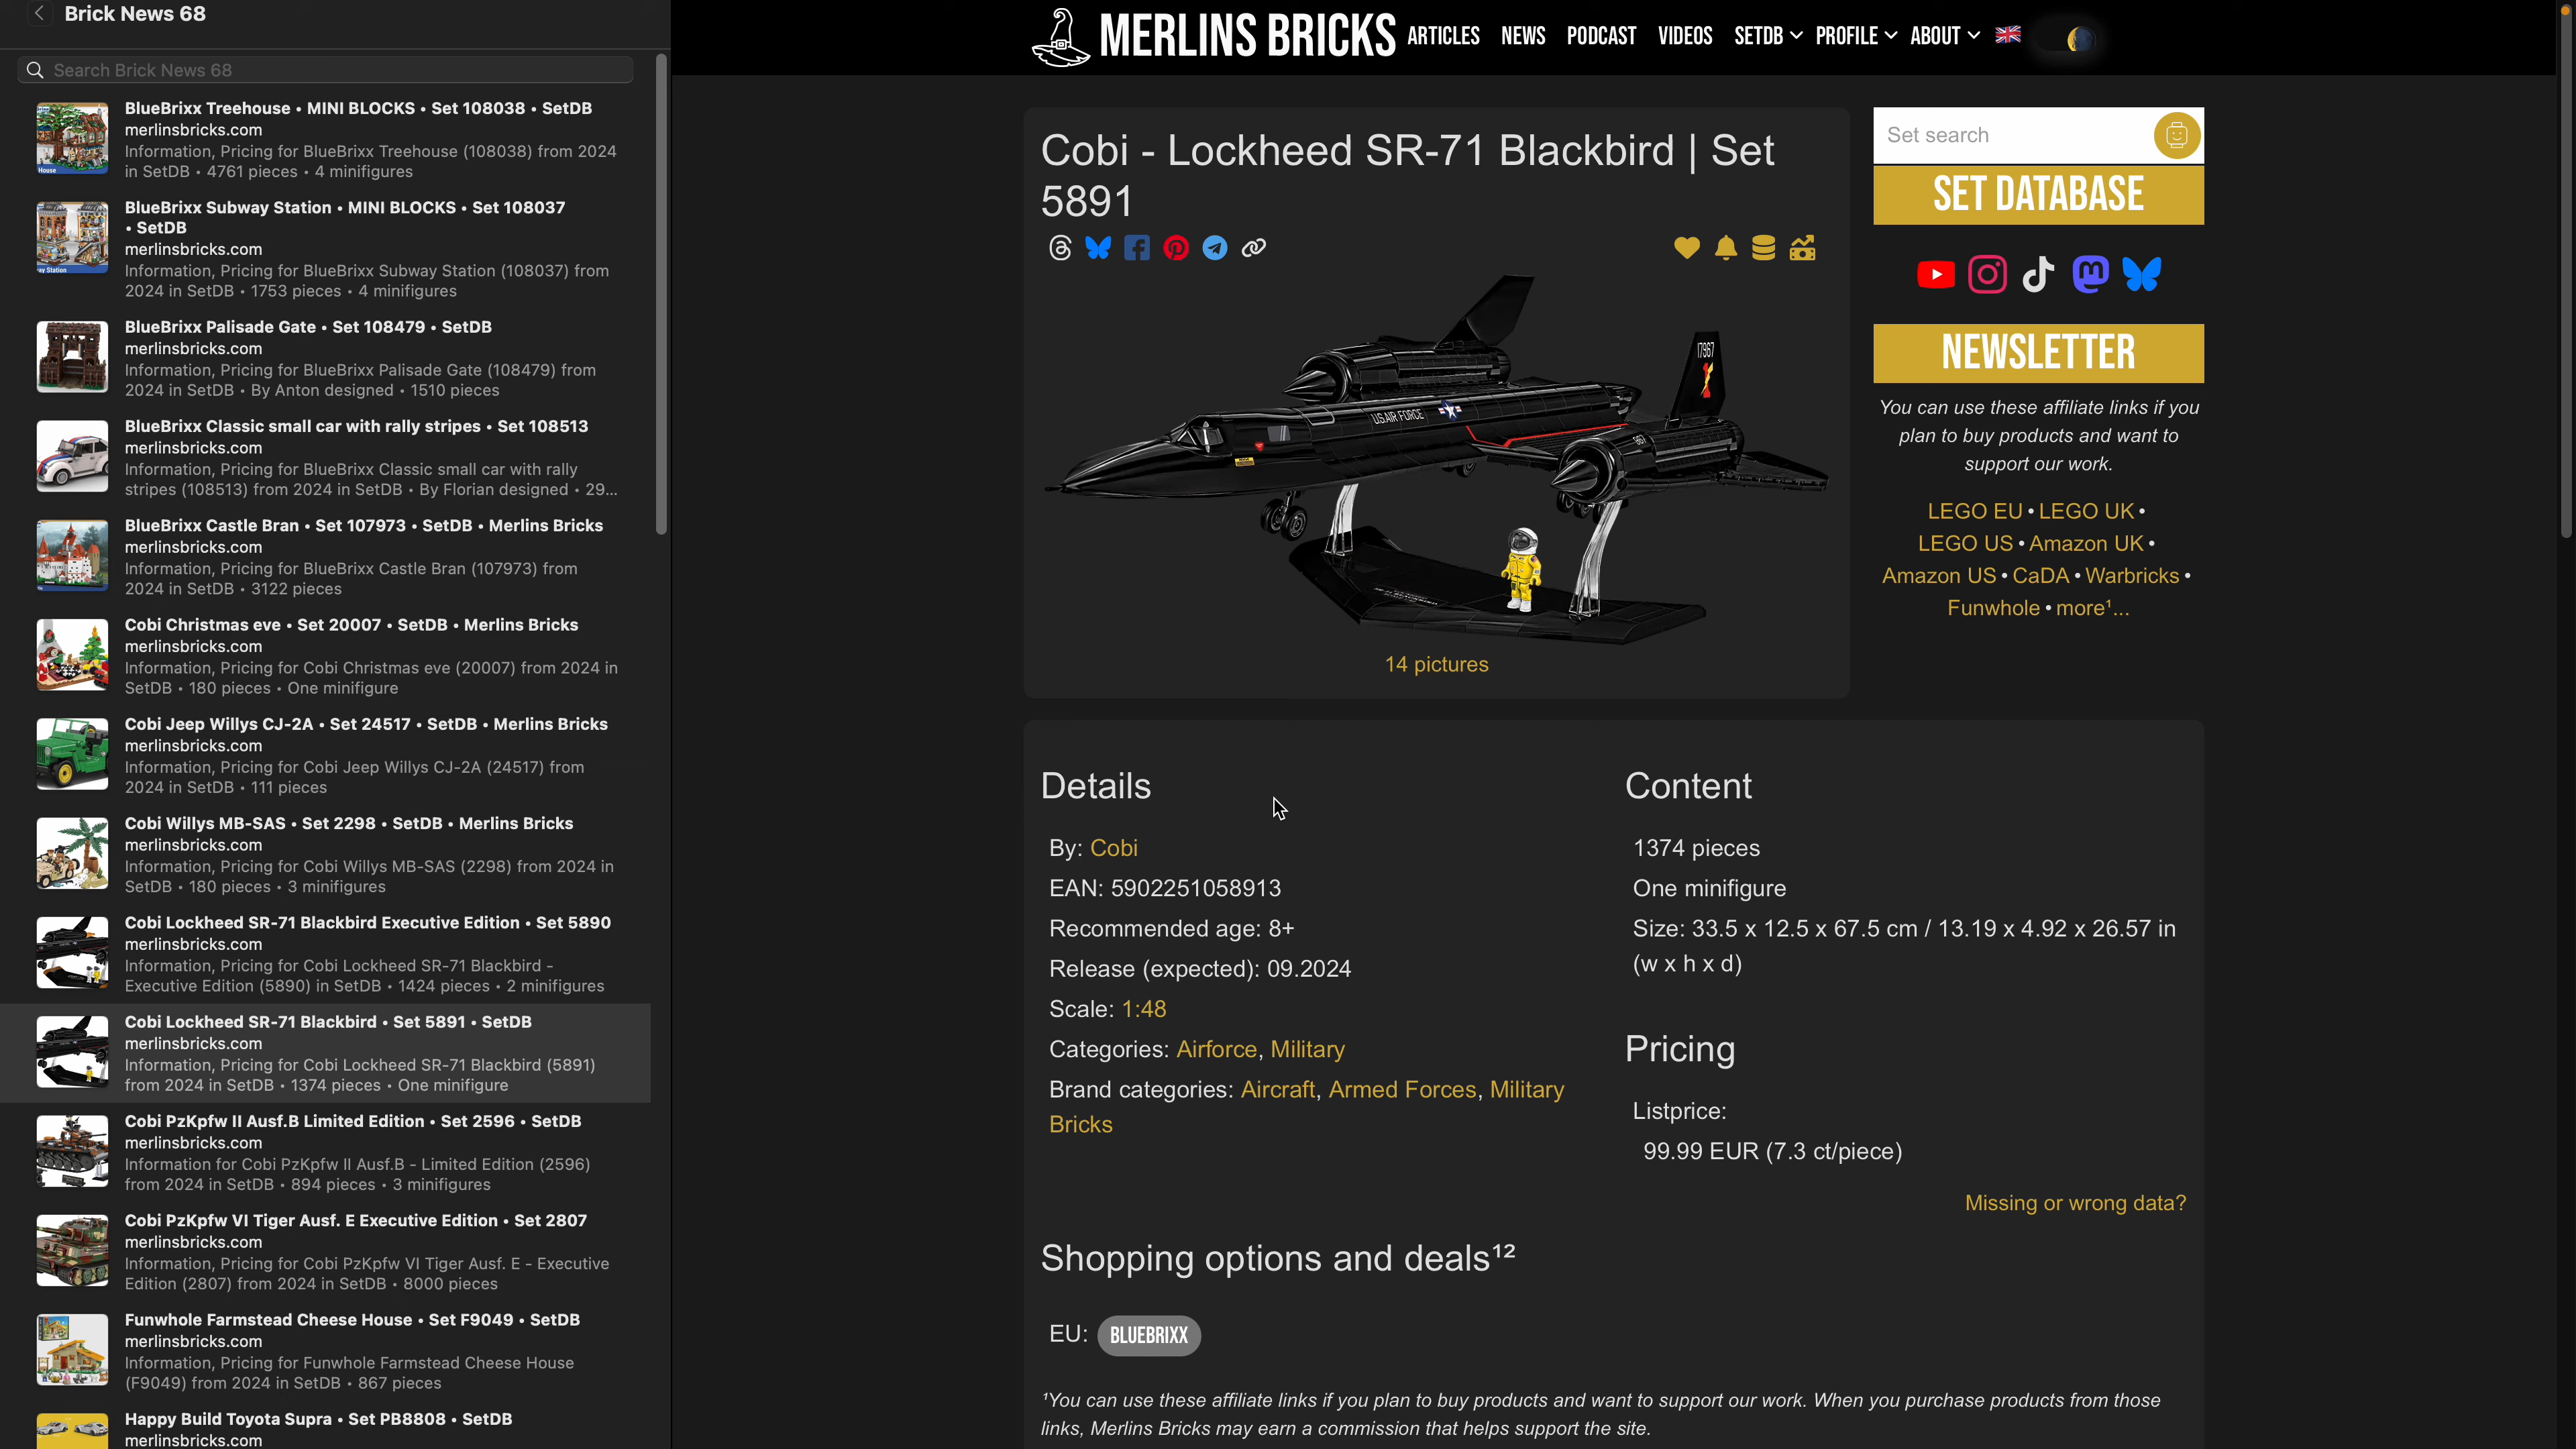 Brick News 68
Search Brick News 68
BlueBrixx Treehouse • MINI BLOCKS • Set 108038 • SetDB
merlinsbricks.com
Information, Pricing for BlueBrixx Treehouse (108038) from 2024
in SetDB • 4761 pieces • 4 minifigures
BlueBrixx Subway Station • MINI BLOCKS • Set 108037
• SetDB
merlinsbricks.com
Information, Pricing for BlueBrixx Subway Station (108037) from
2024 in SetDB • 1753 pieces • 4 minifigures
BlueBrixx Palisade Gate • Set 108479 • SetDB
merlinsbricks.com
Information, Pricing for BlueBrixx Palisade Gate (108479) from
2024 in SetDB • By Anton designed • 1510 pieces
BlueBrixx Classic small car with rally stripes • Set 108513
merlinsbricks.com
Information, Pricing for BlueBrixx Classic small car with rally
stripes (108513) from 2024 in SetDB • By Florian designed • 29...
BlueBrixx Castle Bran • Set 107973 • SetDB • Merlins Bricks
merlinsbricks.com
Information, Pricing for BlueBrixx Castle Bran (107973) from
2024 in SetDB • 3122 pieces
Cobi Christmas eve • Set 20007 • SetDB • Merlins Bricks
merlinsbricks.com
Information, Pricing for Cobi Christmas eve (20007) from 2024 in
SetDB • 180 pieces • One minifigure
Cobi Jeep Willys CJ-2A • Set 24517 • SetDB • Merlins Bricks
merlinsbricks.com
Information, Pricing for Cobi Jeep Willys CJ-2A (24517) from
2024 in SetDB • 111 pieces
Cobi Willys MB-SAS • Set 2298 • SetDB • Merlins Bricks
merlinsbricks.com
Information, Pricing for Cobi Willys MB-SAS (2298) from 2024 in
SetDB • 180 pieces • 3 minifigures
Cobi Lockheed SR-71 Blackbird Executive Edition • Set 5890
merlinsbricks.com
Information, Pricing for Cobi Lockheed SR-71 Blackbird -
Executive Edition (5890) in SetDB • 1424 pieces • 2 minifigures
Cobi Lockheed SR-71 Blackbird • Set 5891 • SetDB
merlinsbricks.com
Information, Pricing for Cobi Lockheed SR-71 Blackbird (5891)
from 2024 in SetDB • 1374 pieces • One minifigure
Cobi PzKpfw II Ausf.B Limited Edition • Set 2596 • SetDB
merlinsbricks.com
Information for Cobi PzKpfw II Ausf.B - Limited Edition (2596)
from 2024 in SetDB • 894 pieces • 3 minifigures
Cobi PzKpfw VI Tiger Ausf. E Executive Edition • Set 2807
merlinsbricks.com
Information, Pricing for Cobi PzKpfw VI Tiger Ausf. E - Executive
Edition (2807) from 2024 in SetDB • 8000 pieces
Funwhole Farmstead Cheese House • Set F9049 • SetDB
merlinsbricks.com
Information, Pricing for Funwhole Farmstead Cheese House
(F9049) from 2024 in SetDB • 867 pieces
Happy Build Toyota Supra • Set PB8808 • SetDB
merlinsbricks.com
MERLINS BRICKS
ARTICLES NEWS PODCAST VIDEOS SETDB PROFILE ABOUT
Cobi - Lockheed SR-71 Blackbird | Set
5891
17967
U.S. AIR FORCE
967
14 pictures
Set search
SET DATABASE
NEWSLETTER
You can use these affiliate links if you
plan to buy products and want to
support our work.
LEGO EU • LEGO UK •
LEGO US • Amazon UK •
Amazon US • CaDA • Warbricks •
Funwhole • more¹...
Details
By: Cobi
EAN: 5902251058913
Recommended age: 8+
Release (expected): 09.2024
Scale: 1:48
Categories: Airforce, Military
Brand categories: Aircraft, Armed Forces, Military
Bricks
Content
1374 pieces
One minifigure
Size: 33.5 x 12.5 x 67.5 cm / 13.19 x 4.92 x 26.57 in
(w x h x d)
Pricing
Listprice:
99.99 EUR (7.3 ct/piece)
Missing or wrong data?
Shopping options and deals¹²
EU: BLUEBRIXX
¹You can use these affiliate links if you plan to buy products and want to support our work. When you purchase products from those
links, Merlins Bricks may earn a commission that helps support the site.